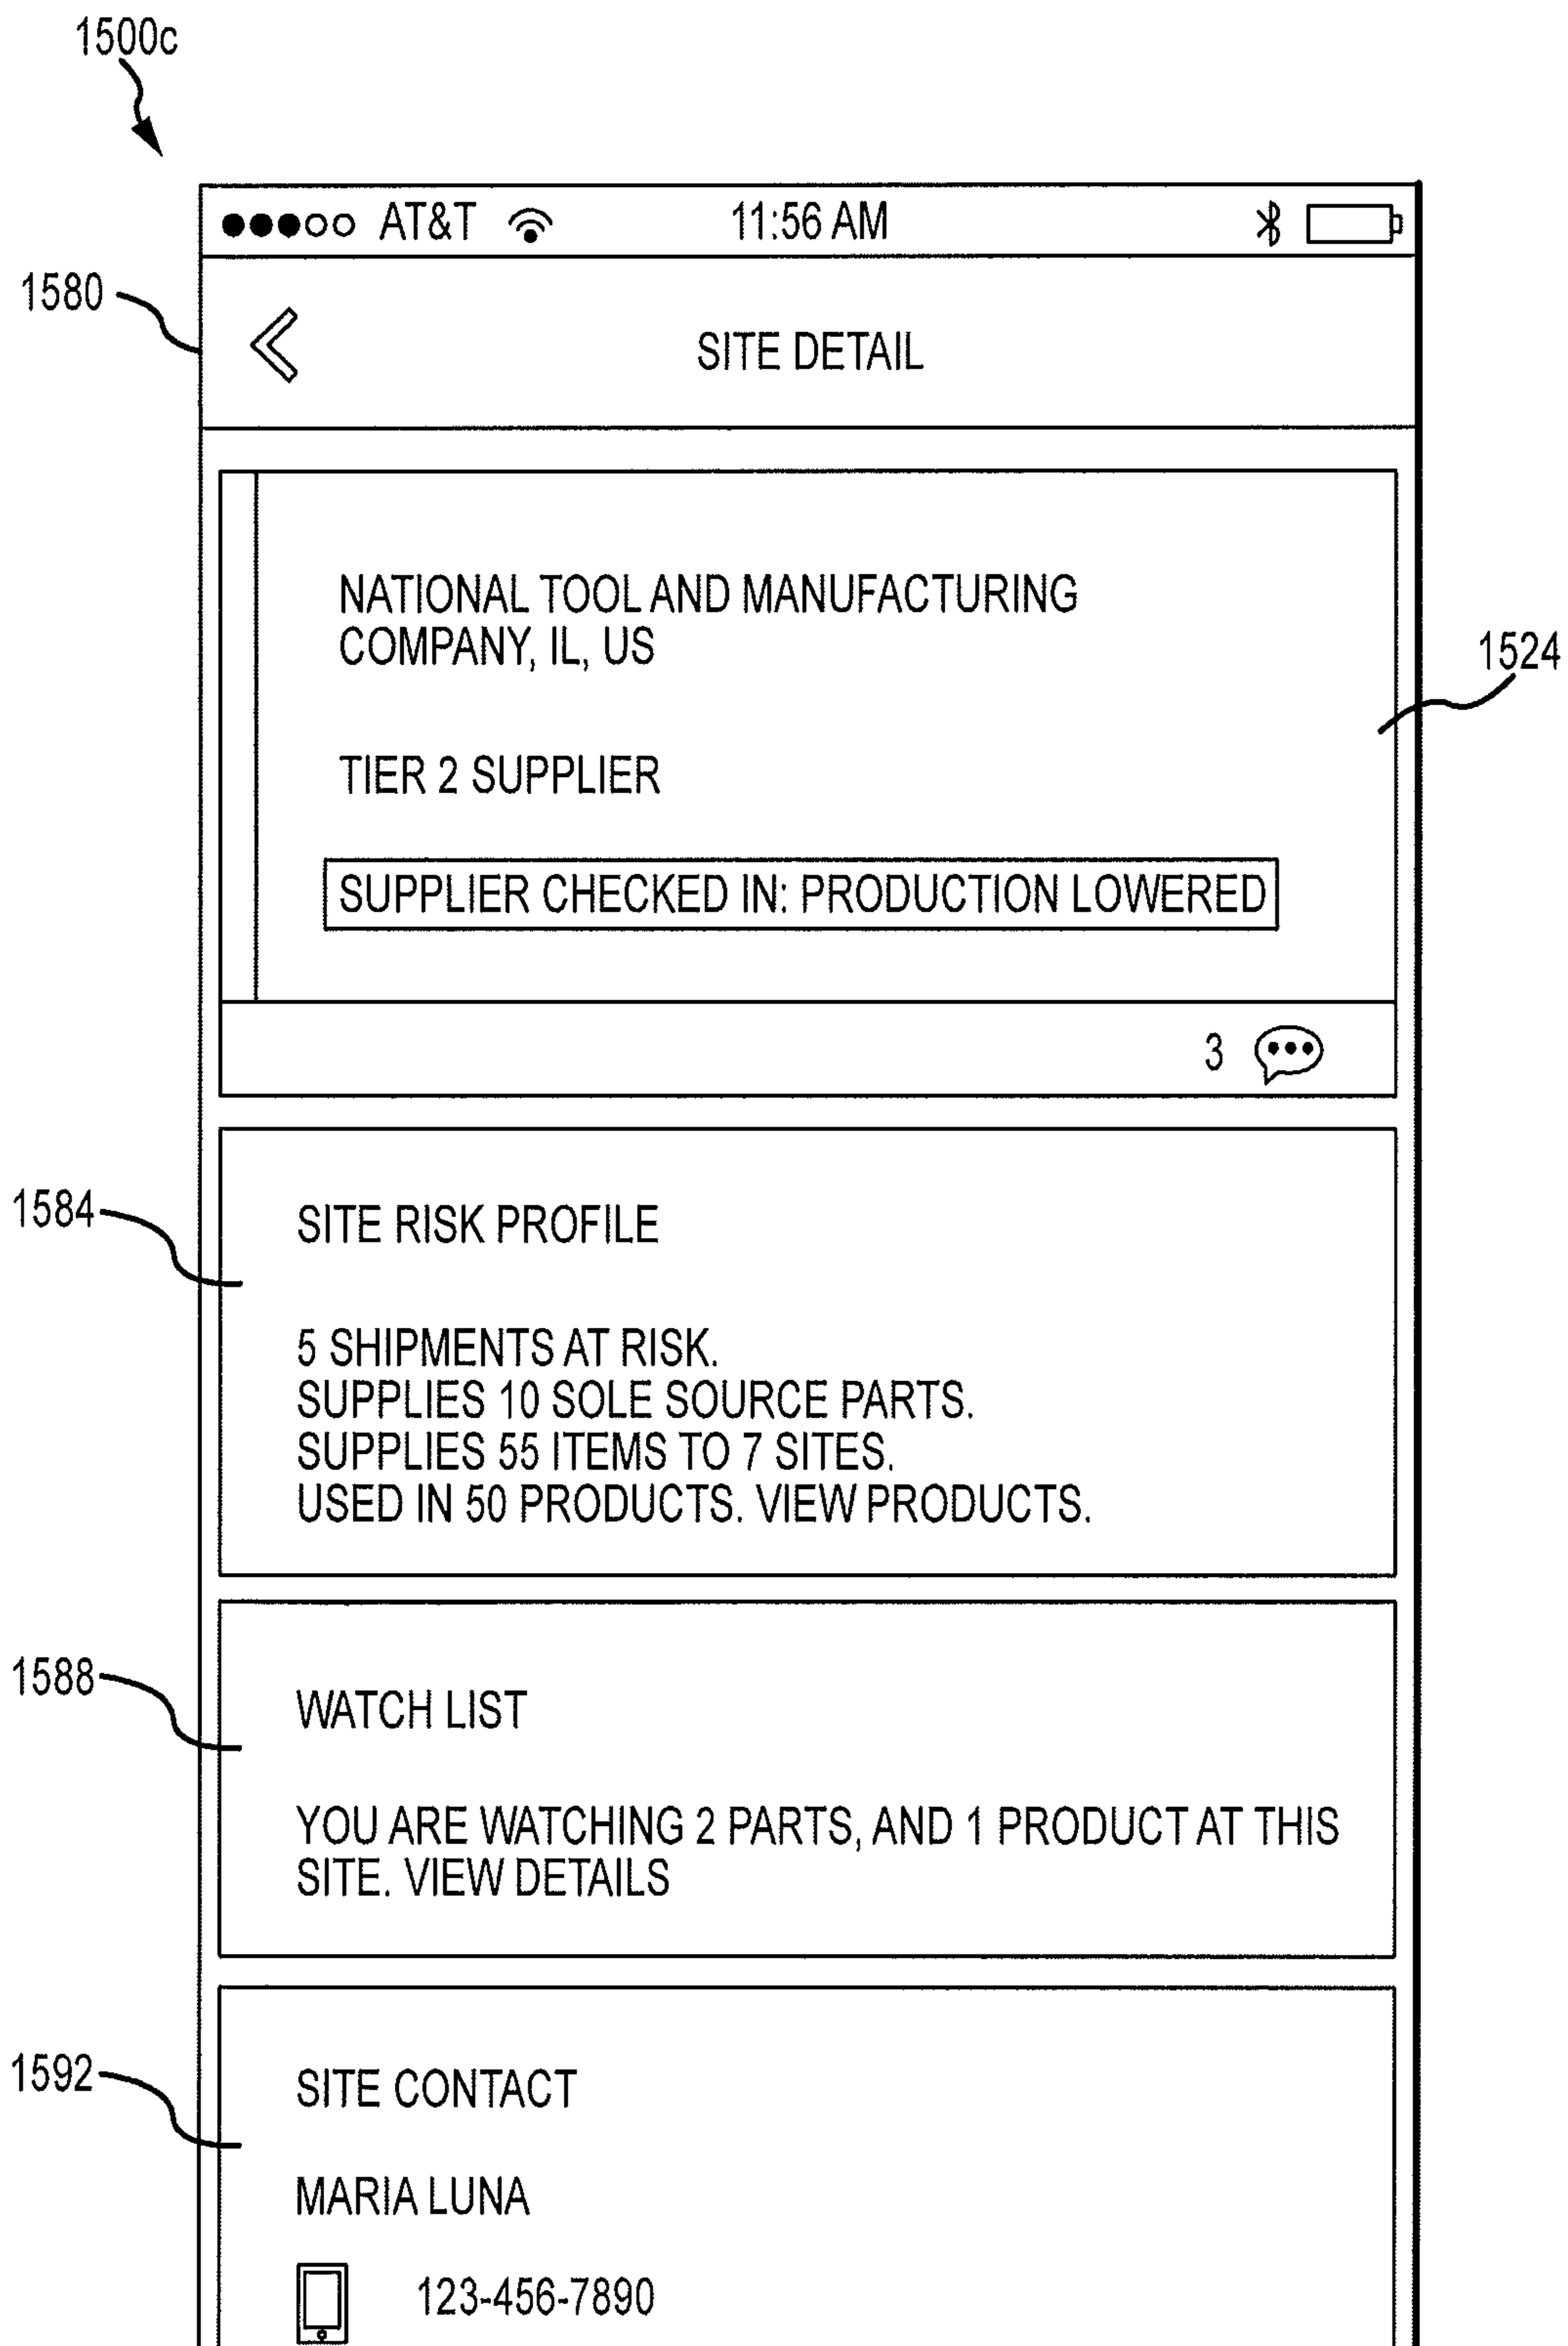 1500c
AT&T 11:56 AM
1580
SITE DETAIL
NATIONAL TOOL AND MANUFACTURING
COMPANY, IL, US
1524
TIER 2 SUPPLIER
SUPPLIER CHECKED IN: PRODUCTION LOWERED
3
1584
SITE RISK PROFILE
5 SHIPMENTS AT RISK.
SUPPLIES 10 SOLE SOURCE PARTS.
SUPPLIES 55 ITEMS TO 7 SITES.
USED IN 50 PRODUCTS. VIEW PRODUCTS.
1588
WATCH LIST
YOU ARE WATCHING 2 PARTS, AND 1 PRODUCT AT THIS
SITE. VIEW DETAILS
1592
SITE CONTACT
MARIA LUNA
123-456-7890